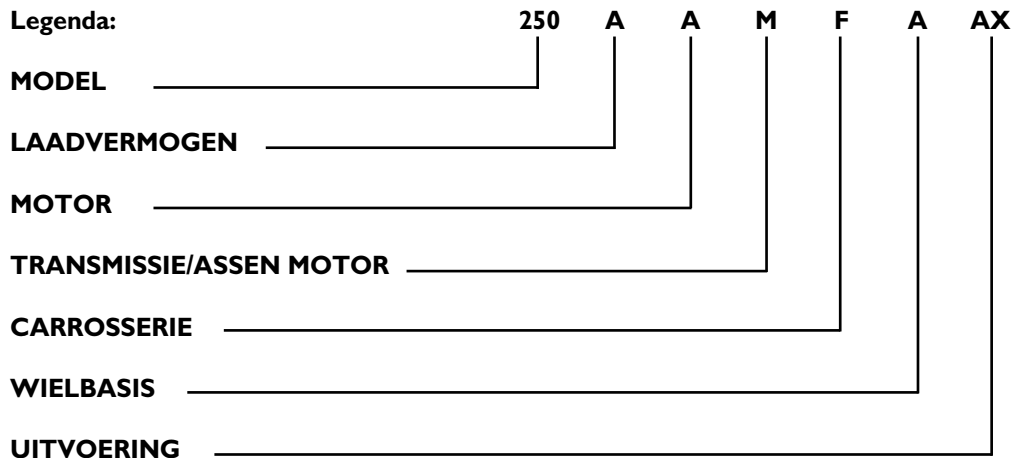 Legenda: 250 A A M F A AX
MODEL
LAADVERMOGEN
MOTOR
TRANSMISSIE/ASSEN MOTOR
CARROSSERIE
WIELBASIS
UITVOERING